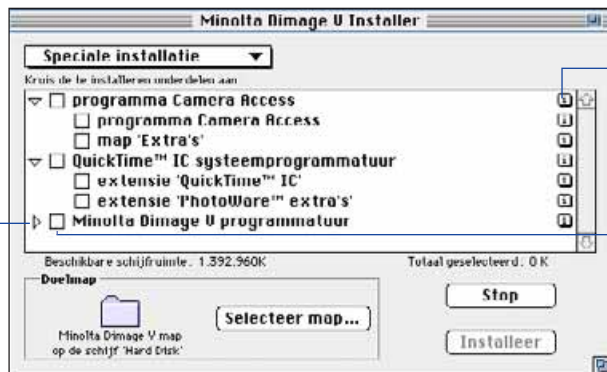 Minolta Dimage V Installer
Speciale installatie
Kruis de te installeren onderdelen aan
programma Camera Access
programma Camera Access
map 'Extra's'
QuickTime™ IC systeemprogrammatuur
extensie 'QuickTime™ IC'
extensie 'PhotoWare™ extra's'
Minolta Dimage V programmatuur
Beschikbare schijfruimte: 1.392.960K
Totaal geselecteerd: 0 K
Doelmap
Minolta Dimage V map
op de schijf 'Hard Disk'
Selecteer map...
Stop
Installeer